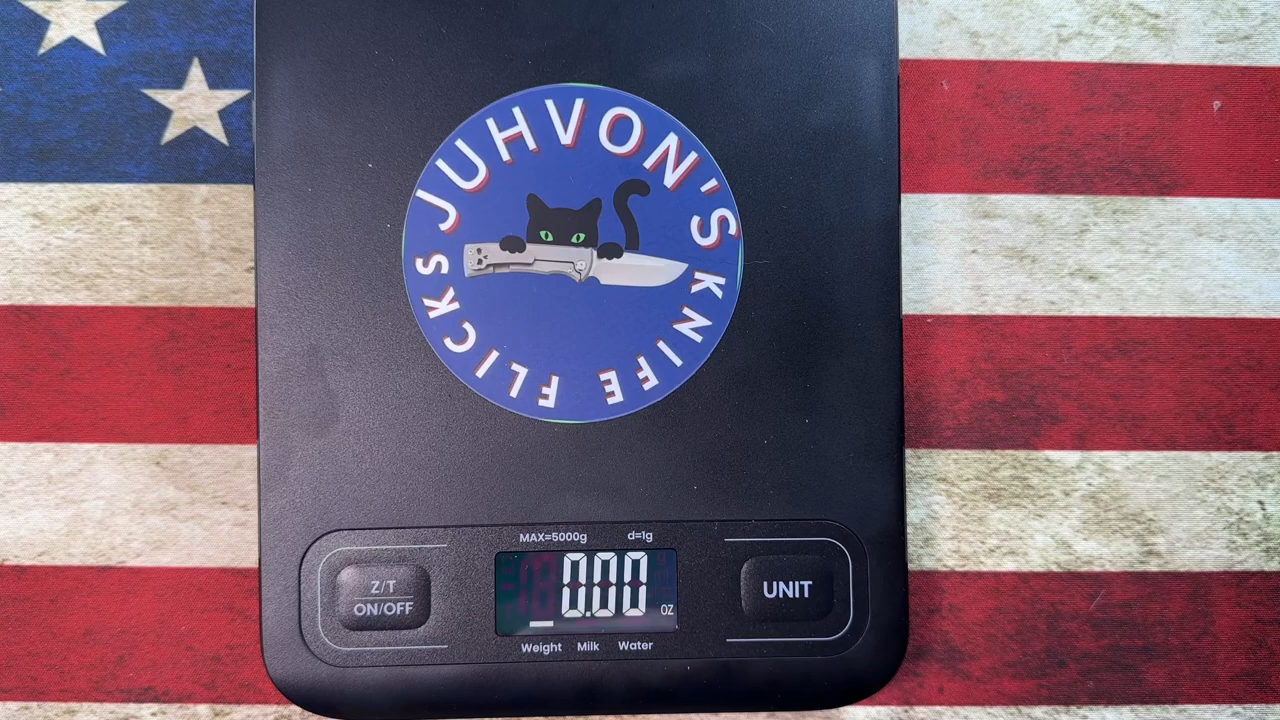 JUHVON'S
KNIFE FLICKS
MAX=5000g d=1g
Z/T
ON/OFF
0.00 OZ
UNIT
Weight Milk Water